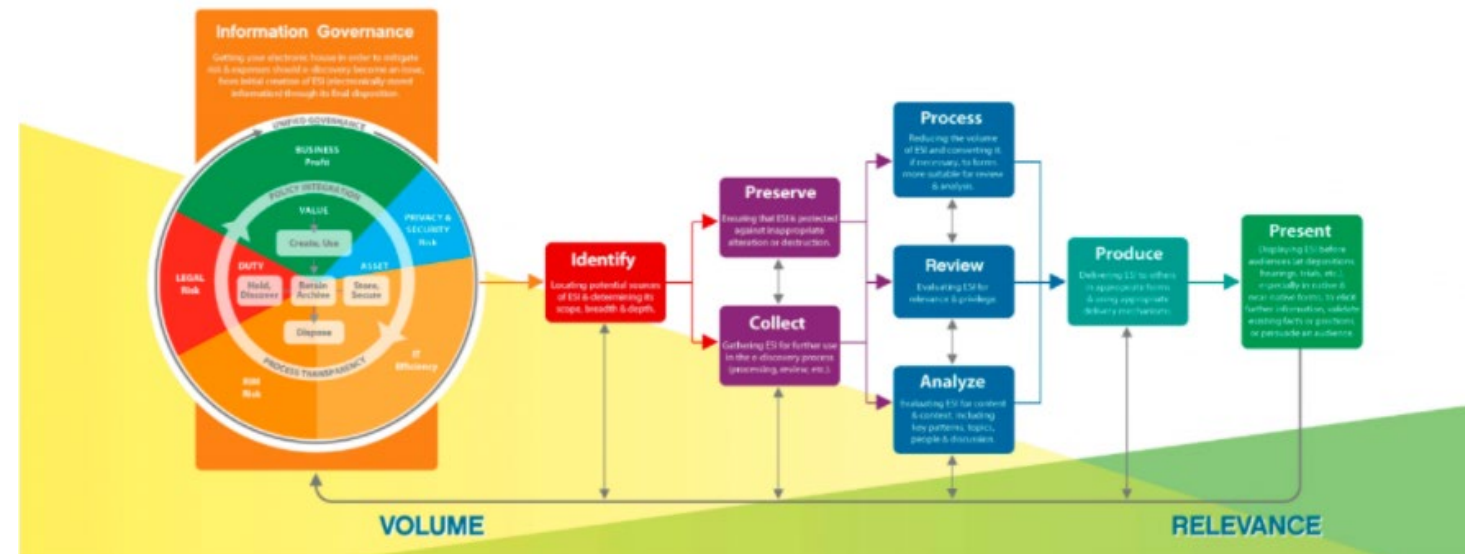 Information Governance
Getting your electronic house in order to mitigate
risk & expenses should e-discovery become an issue,
from initial creation of ESI (electronically stored
information) through its final disposition.
UNIFIED GOVERNANCE
BUSINESS
Profit
POLICY INTEGRATION
VALUE
Create, Use
PRIVACY &
SECURITY
Risk
LEGAL
Risk
DUTY
ASSET
Hold,
Discover
Retain
Archive
Store,
Secure
Dispose
PROCESS TRANSPARENCY
RIM
Risk
IT
Efficiency
Identify
Locating potential sources
of ESI & determining its
scope, breadth & depth.
Preserve
Ensuring that ESI is protected
against inappropriate
alteration or destruction.
Collect
Gathering ESI for further use
in the e-discovery process
(processing, review, etc.).
Process
Reducing the volume
of ESI and converting it,
if necessary, to forms
more suitable for review
& analysis.
Review
Evaluating ESI for
relevance & privilege.
Analyze
Evaluating ESI for content
& context, including
key patterns, topics,
people & discussion.
Produce
Delivering ESI to others
in appropriate forms
& using appropriate
delivery mechanisms.
Present
Displaying ESI before
audiences (at depositions,
hearings, trials, etc.),
especially in native &
near-native forms, to elicit
further information, validate
existing facts or positions,
or persuade an audience.
VOLUME
RELEVANCE